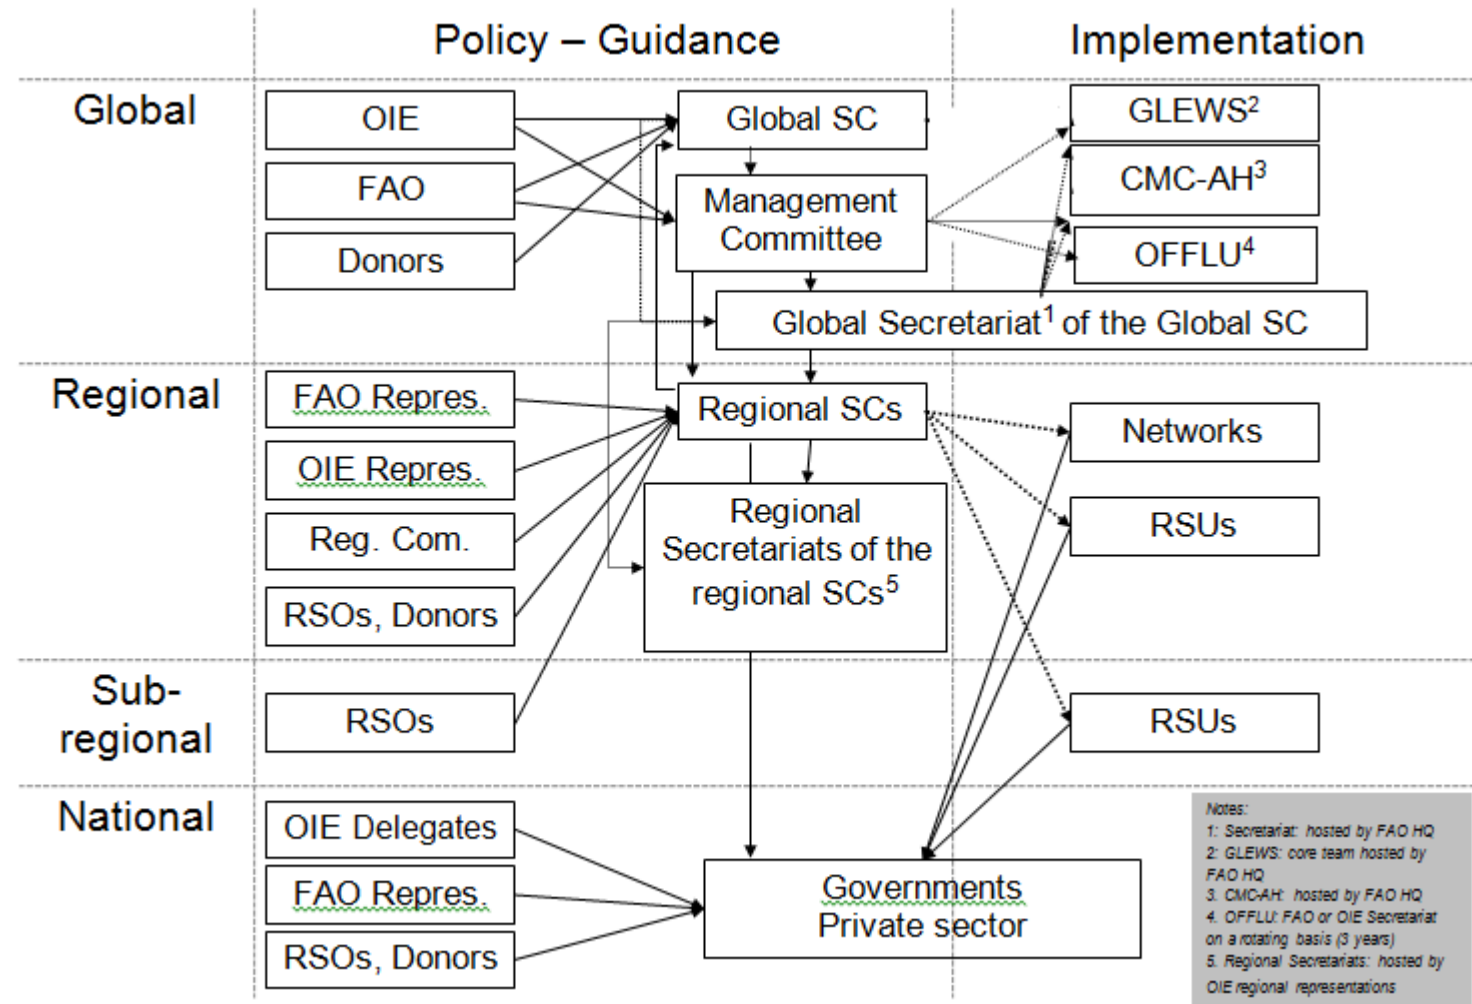 Policy – Guidance
Implementation
Global
OIE
FAO
Donors
Global SC
Management
Committee
Global Secretariat1 of the Global SC
GLEWS2
CMC-AH3
OFFLU4
Regional
FAO Repres.
OIE Repres.
Reg. Com.
RSOs, Donors
Regional SCs
Regional
Secretariats of the
regional SCs5
Networks
RSUs
Sub-
regional
RSOs
RSUs
National
OIE Delegates
FAO Repres.
RSOs, Donors
Governments
Private sector
Notes:
1: Secretariat: hosted by FAO HQ
2: GLEWS: core team hosted by
FAO HQ
3. CMC-AH: hosted by FAO HQ
4. OFFLU: FAO or OIE Secretariat
on a rotating basis (3 years)
5. Regional Secretariats: hosted by
OIE regional representations